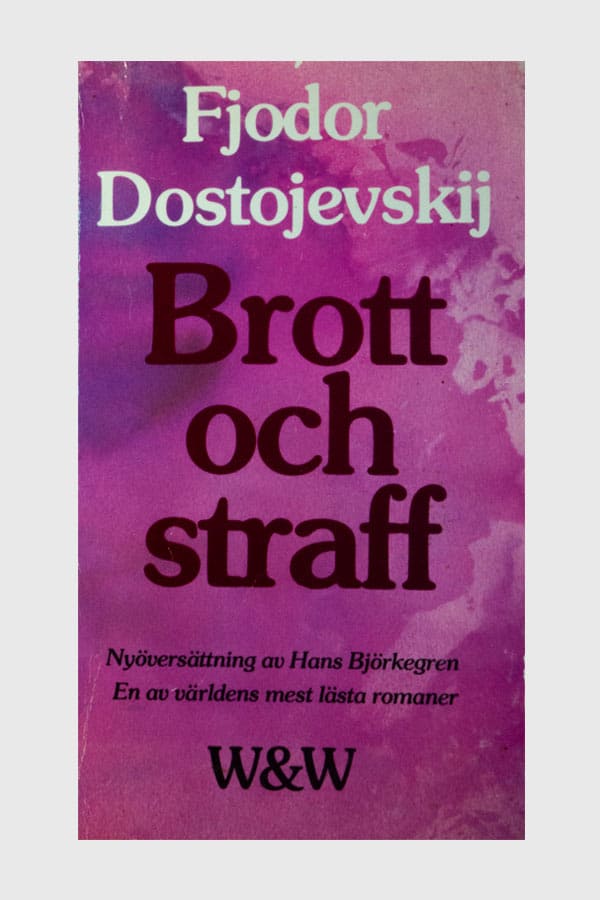 Fjodor
Dostojevskij
Brott
och
straff
Nyöversättning av Hans Björkegren
En av världens mest lästa romaner
W&W